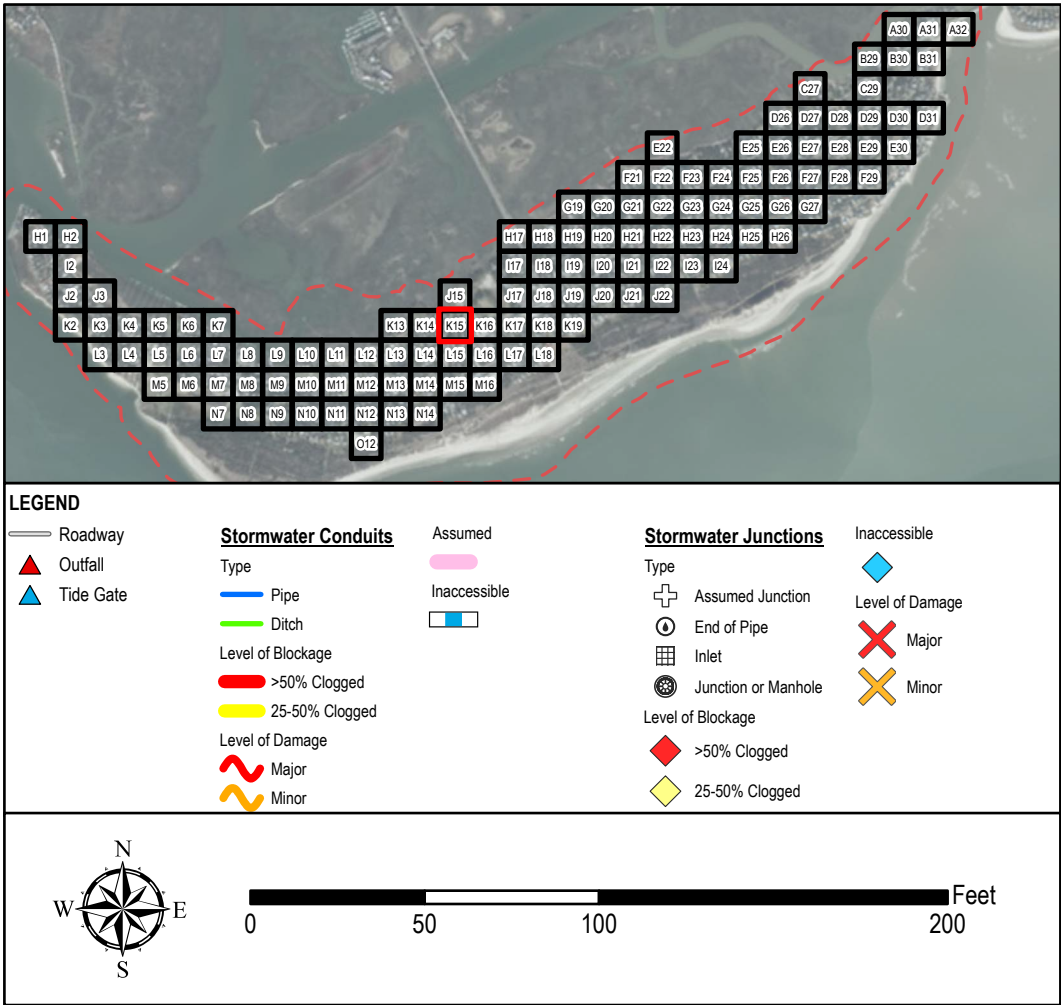 A30 A31 A32
B29 B30 B31
C27 C29
D26 D27 D28 D29 D30 D31
E22 E25 E26 E27 E28 E29 E30
F21 F22 F23 F24 F25 F26 F27 F28 F29
G19 G20 G21 G22 G23 G24 G25 G26 G27
H1 H2 H17 H18 H19 H20 H21 H22 H23 H24 H25 H26
I2 I17 I18 I19 I20 I21 I22 I23 I24
J2 J3 J15 J17 J18 J19 J20 J21 J22
K2 K3 K4 K5 K6 K7 K13 K14 K15 K16 K17 K18 K19
L3 L4 L5 L6 L7 L8 L9 L10 L11 L12 L13 L14 L15 L16 L17 L18
M5 M6 M7 M8 M9 M10 M11 M12 M13 M14 M15 M16
N7 N8 N9 N10 N11 N12 N13 N14
O12
LEGEND
Roadway
Outfall
Tide Gate
Stormwater Conduits
Type
Pipe
Ditch
Level of Blockage
>50% Clogged
25-50% Clogged
Level of Damage
Major
Minor
Assumed
Inaccessible
Stormwater Junctions
Type
Assumed Junction
End of Pipe
Inlet
Junction or Manhole
Level of Blockage
>50% Clogged
25-50% Clogged
Inaccessible
Level of Damage
Major
Minor
N
W E
S
Feet
0 50 100 200